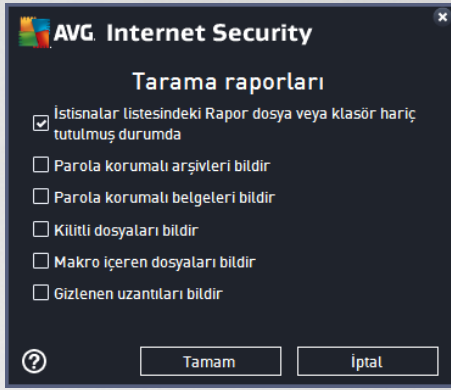 AVG. Internet Security
Tarama raporları
İstisnalar listesindeki Rapor dosya veya klasör hariç
tutulmuş durumda
Parola korumalı arşivleri bildir
Parola korumalı belgeleri bildir
Kilitli dosyaları bildir
Makro içeren dosyaları bildir
Gizlenen uzantıları bildir
Tamam
İptal